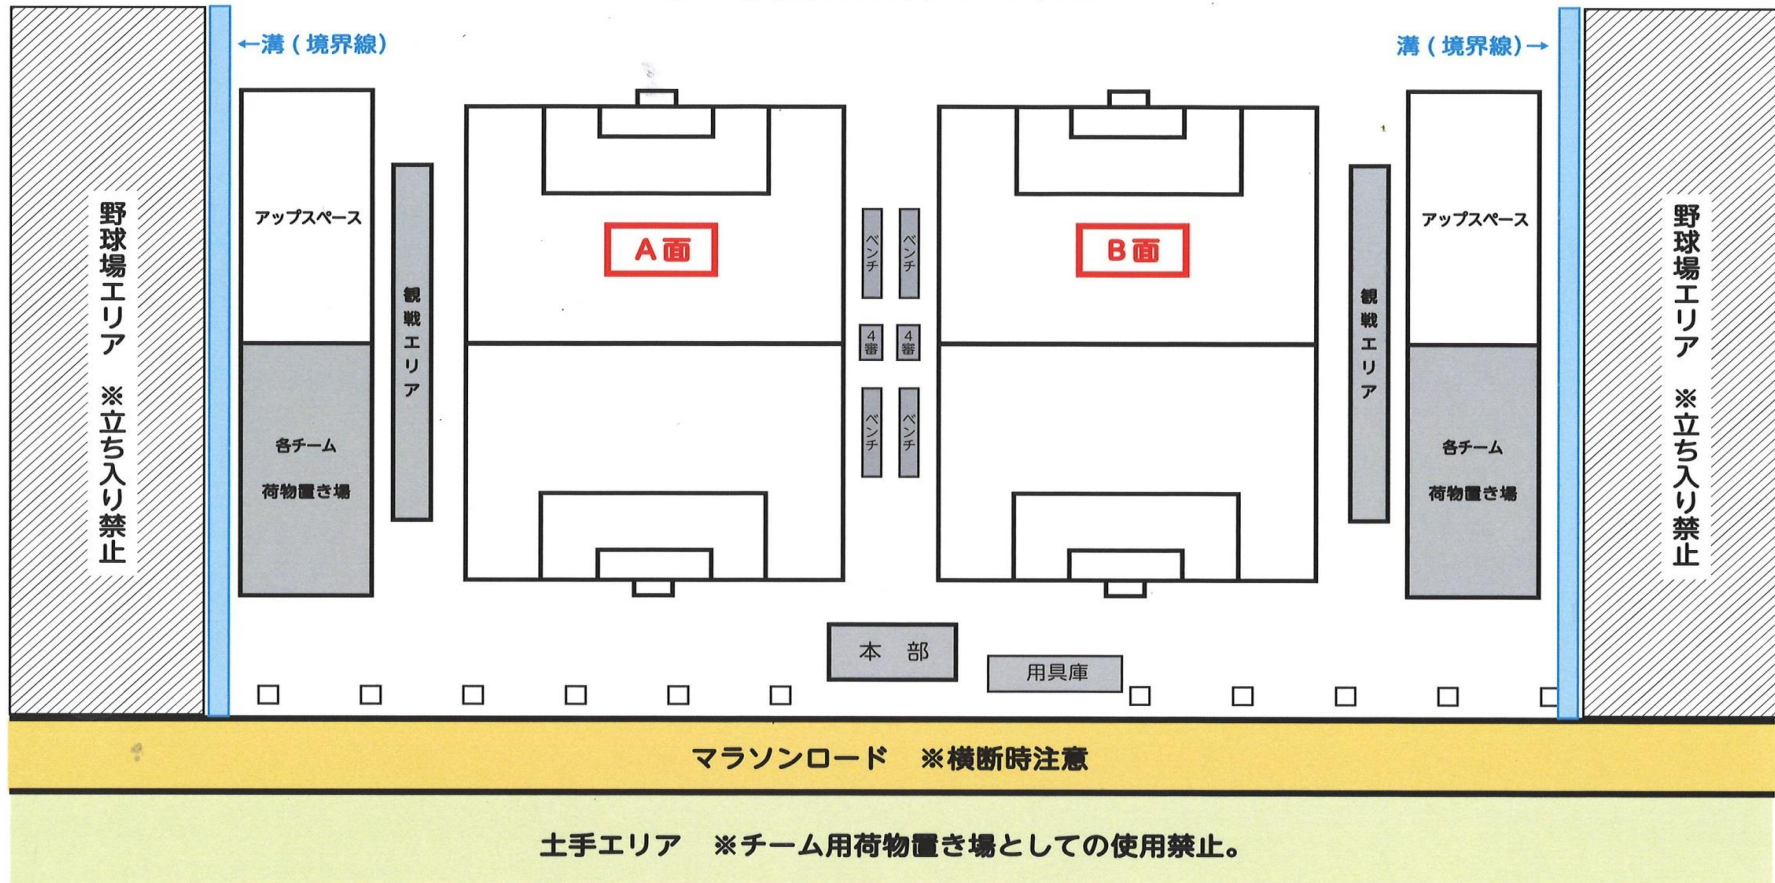 ←溝(境界線)
溝(境界線)→
野球場エリア ※立ち入り禁止
アップスペース
各チーム
荷物置き場
観戦エリア
A面
ベンチ
ベンチ
4審
4審
ベンチ
ベンチ
B面
観戦エリア
アップスペース
各チーム
荷物置き場
野球場エリア ※立ち入り禁止
本 部
用具庫
マラソンロード ※横断時注意
土手エリア ※チーム用荷物置き場としての使用禁止。